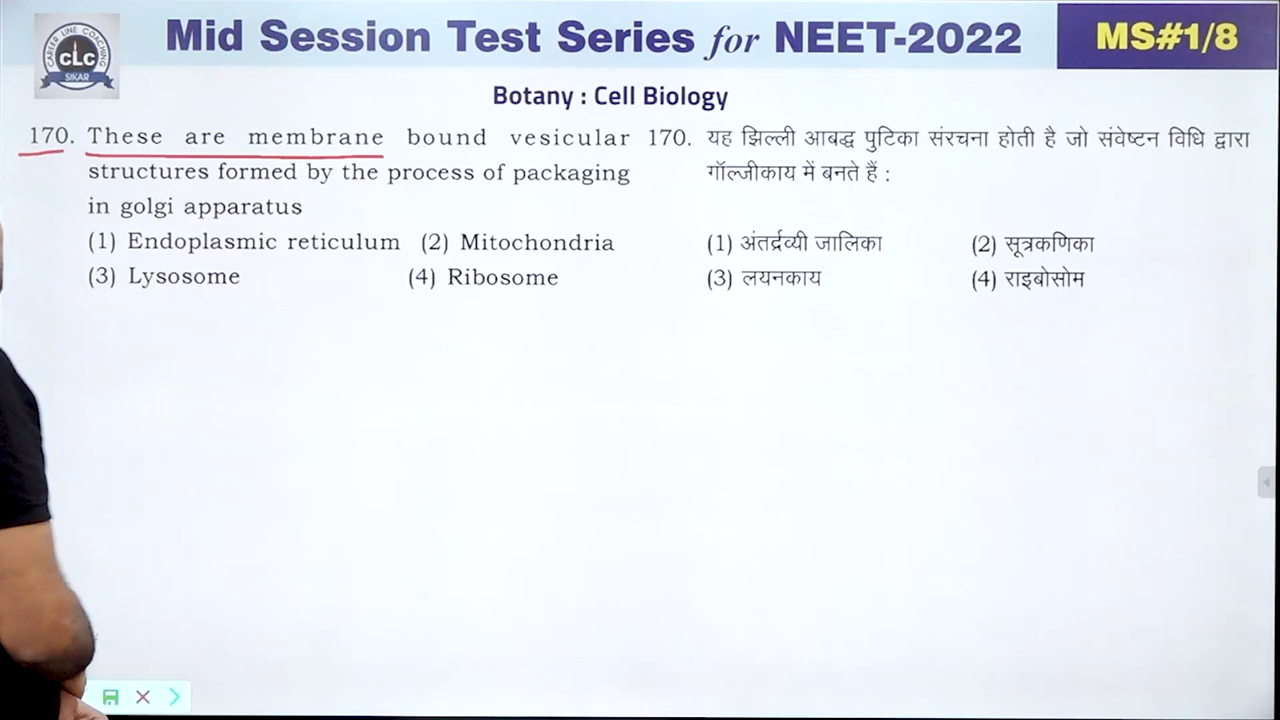 Mid Session Test Series for NEET-2022
MS#1/8
CAREER LINE COACHING
CLC
SIKAR
Botany : Cell Biology
170. These are membrane bound vesicular
structures formed by the process of packaging
in golgi apparatus
(1) Endoplasmic reticulum (2) Mitochondria
(3) Lysosome (4) Ribosome
170. यह झिल्ली आबद्ध पुटिका संरचना होती है जो संवेष्टन विधि द्वारा
गॉल्जीकाय में बनते हैं :
(1) अंतर्द्रव्यी जालिका (2) सूत्रकणिका
(3) लयनकाय (4) राइबोसोम